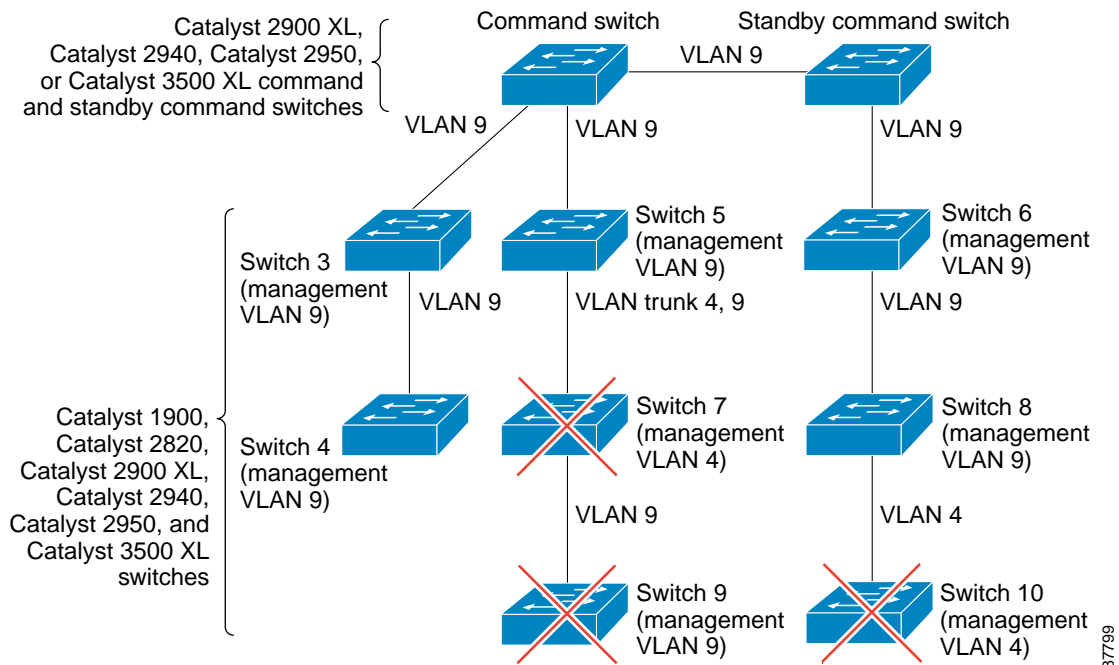 Catalyst 2900 XL,
Catalyst 2940, Catalyst 2950,
or Catalyst 3500 XL command
and standby command switches
Command switch
Standby command switch
VLAN 9
VLAN 9
VLAN 9
VLAN 9
Switch 3
(management
VLAN 9)
Switch 5
(management
VLAN 9)
Switch 6
(management
VLAN 9)
VLAN 9
VLAN trunk 4, 9
VLAN 9
Catalyst 1900,
Catalyst 2820,
Catalyst 2900 XL,
Catalyst 2940,
Catalyst 2950, and
Catalyst 3500 XL
switches
Switch 4
(management
VLAN 9)
Switch 7
(management
VLAN 4)
Switch 8
(management
VLAN 9)
VLAN 9
VLAN 4
Switch 9
(management
VLAN 9)
Switch 10
(management
VLAN 4)